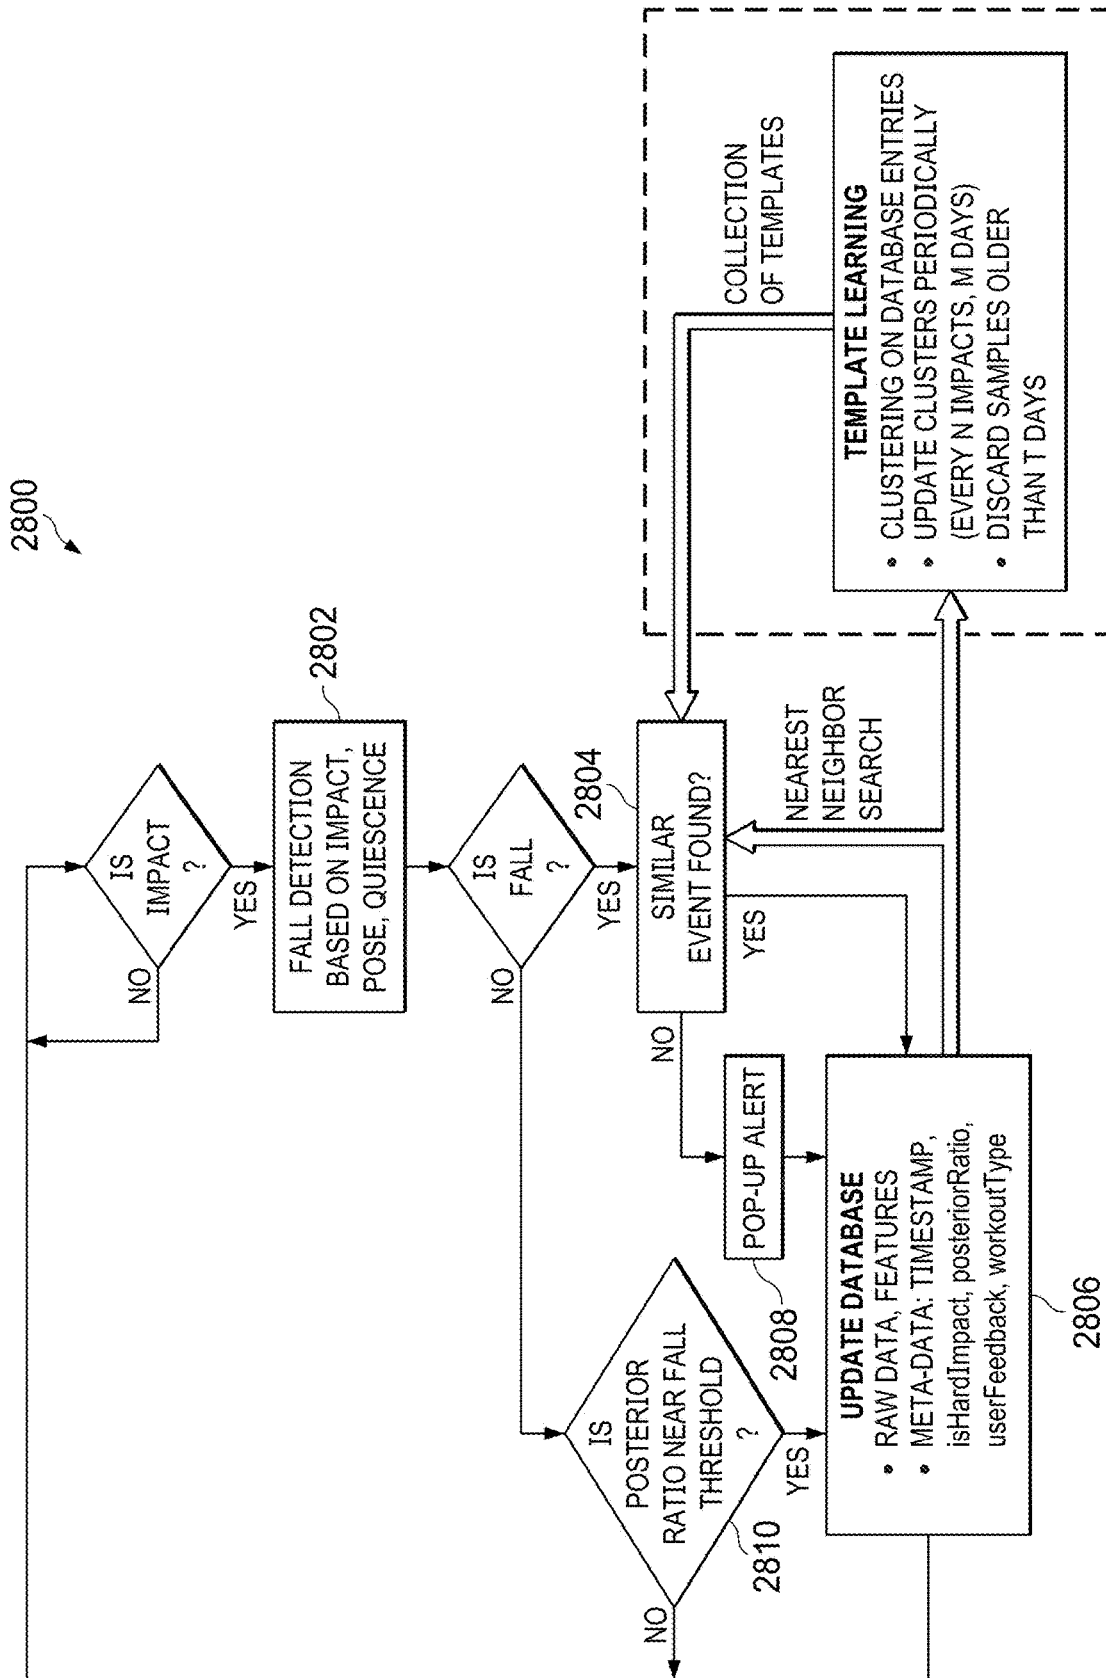 2800
IS
IMPACT
?
NO
YES
FALL DETECTION
BASED ON IMPACT,
POSE, QUIESCENCE
2802
IS
FALL
?
NO
YES
SIMILAR
EVENT FOUND?
2804
NO
YES
COLLECTION
OF TEMPLATES
TEMPLATE LEARNING
• CLUSTERING ON DATABASE ENTRIES
• UPDATE CLUSTERS PERIODICALLY
(EVERY N IMPACTS, M DAYS)
• DISCARD SAMPLES OLDER
THAN T DAYS
NEAREST
NEIGHBOR
SEARCH
POP-UP ALERT
2808
IS
POSTERIOR
RATIO NEAR FALL
THRESHOLD
?
2810
NO
YES
UPDATE DATABASE
• RAW DATA, FEATURES
• META-DATA: TIMESTAMP,
isHardImpact, posteriorRatio,
userFeedback, workoutType
2806